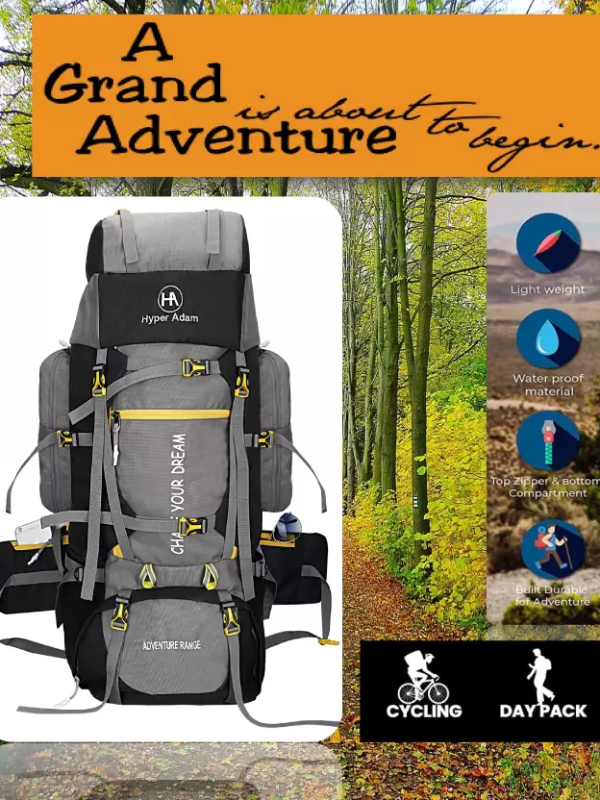 A
Grand
Adventure
is about to begin.
HA
Hyper Adam
YOUR DREAM
ADVENTURE RANGE
Light weight
Water proof
material
Top Zipper & Bottom
Compartment
Built Durable
for Adventure
CYCLING
DAY PACK